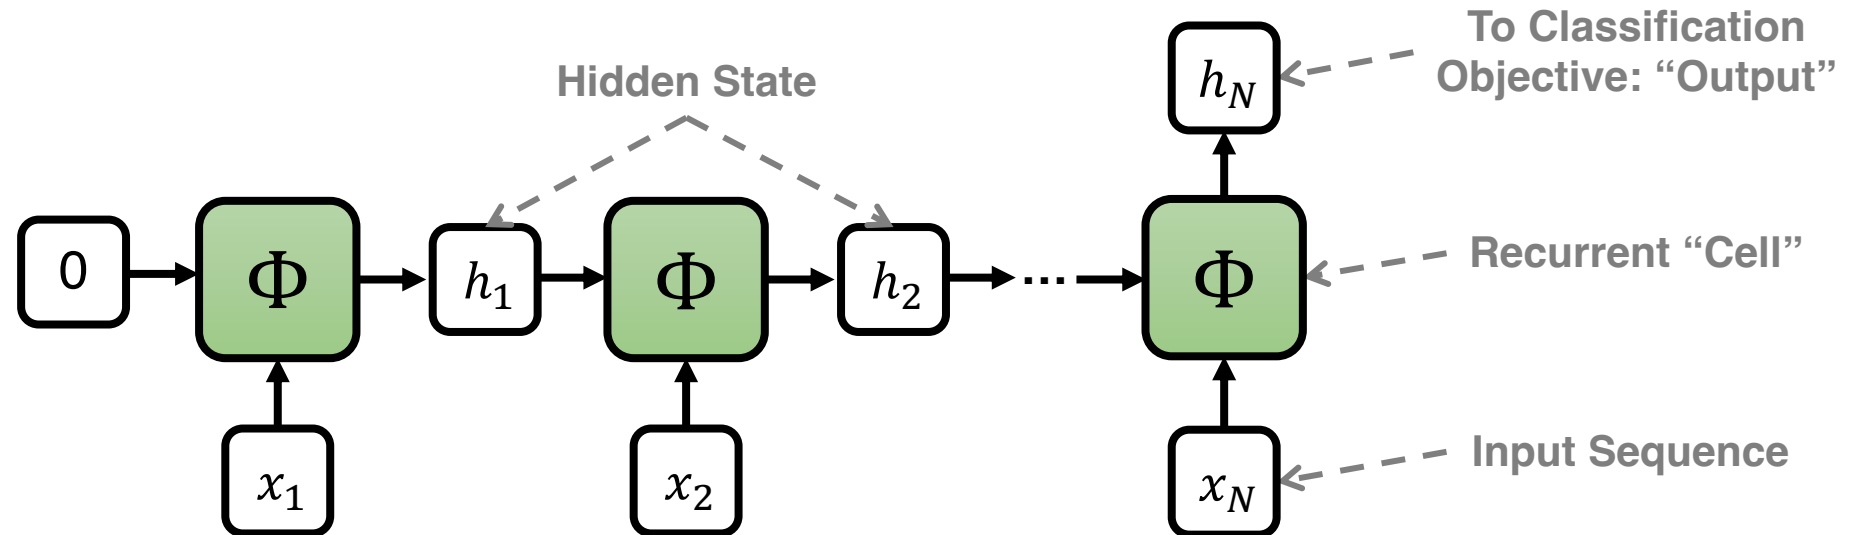 To Classification
Objective: “Output”
Hidden State
h_N
0
Φ
h_1
Φ
h_2
...
Φ
Recurrent “Cell”
x_1
x_2
x_N
Input Sequence